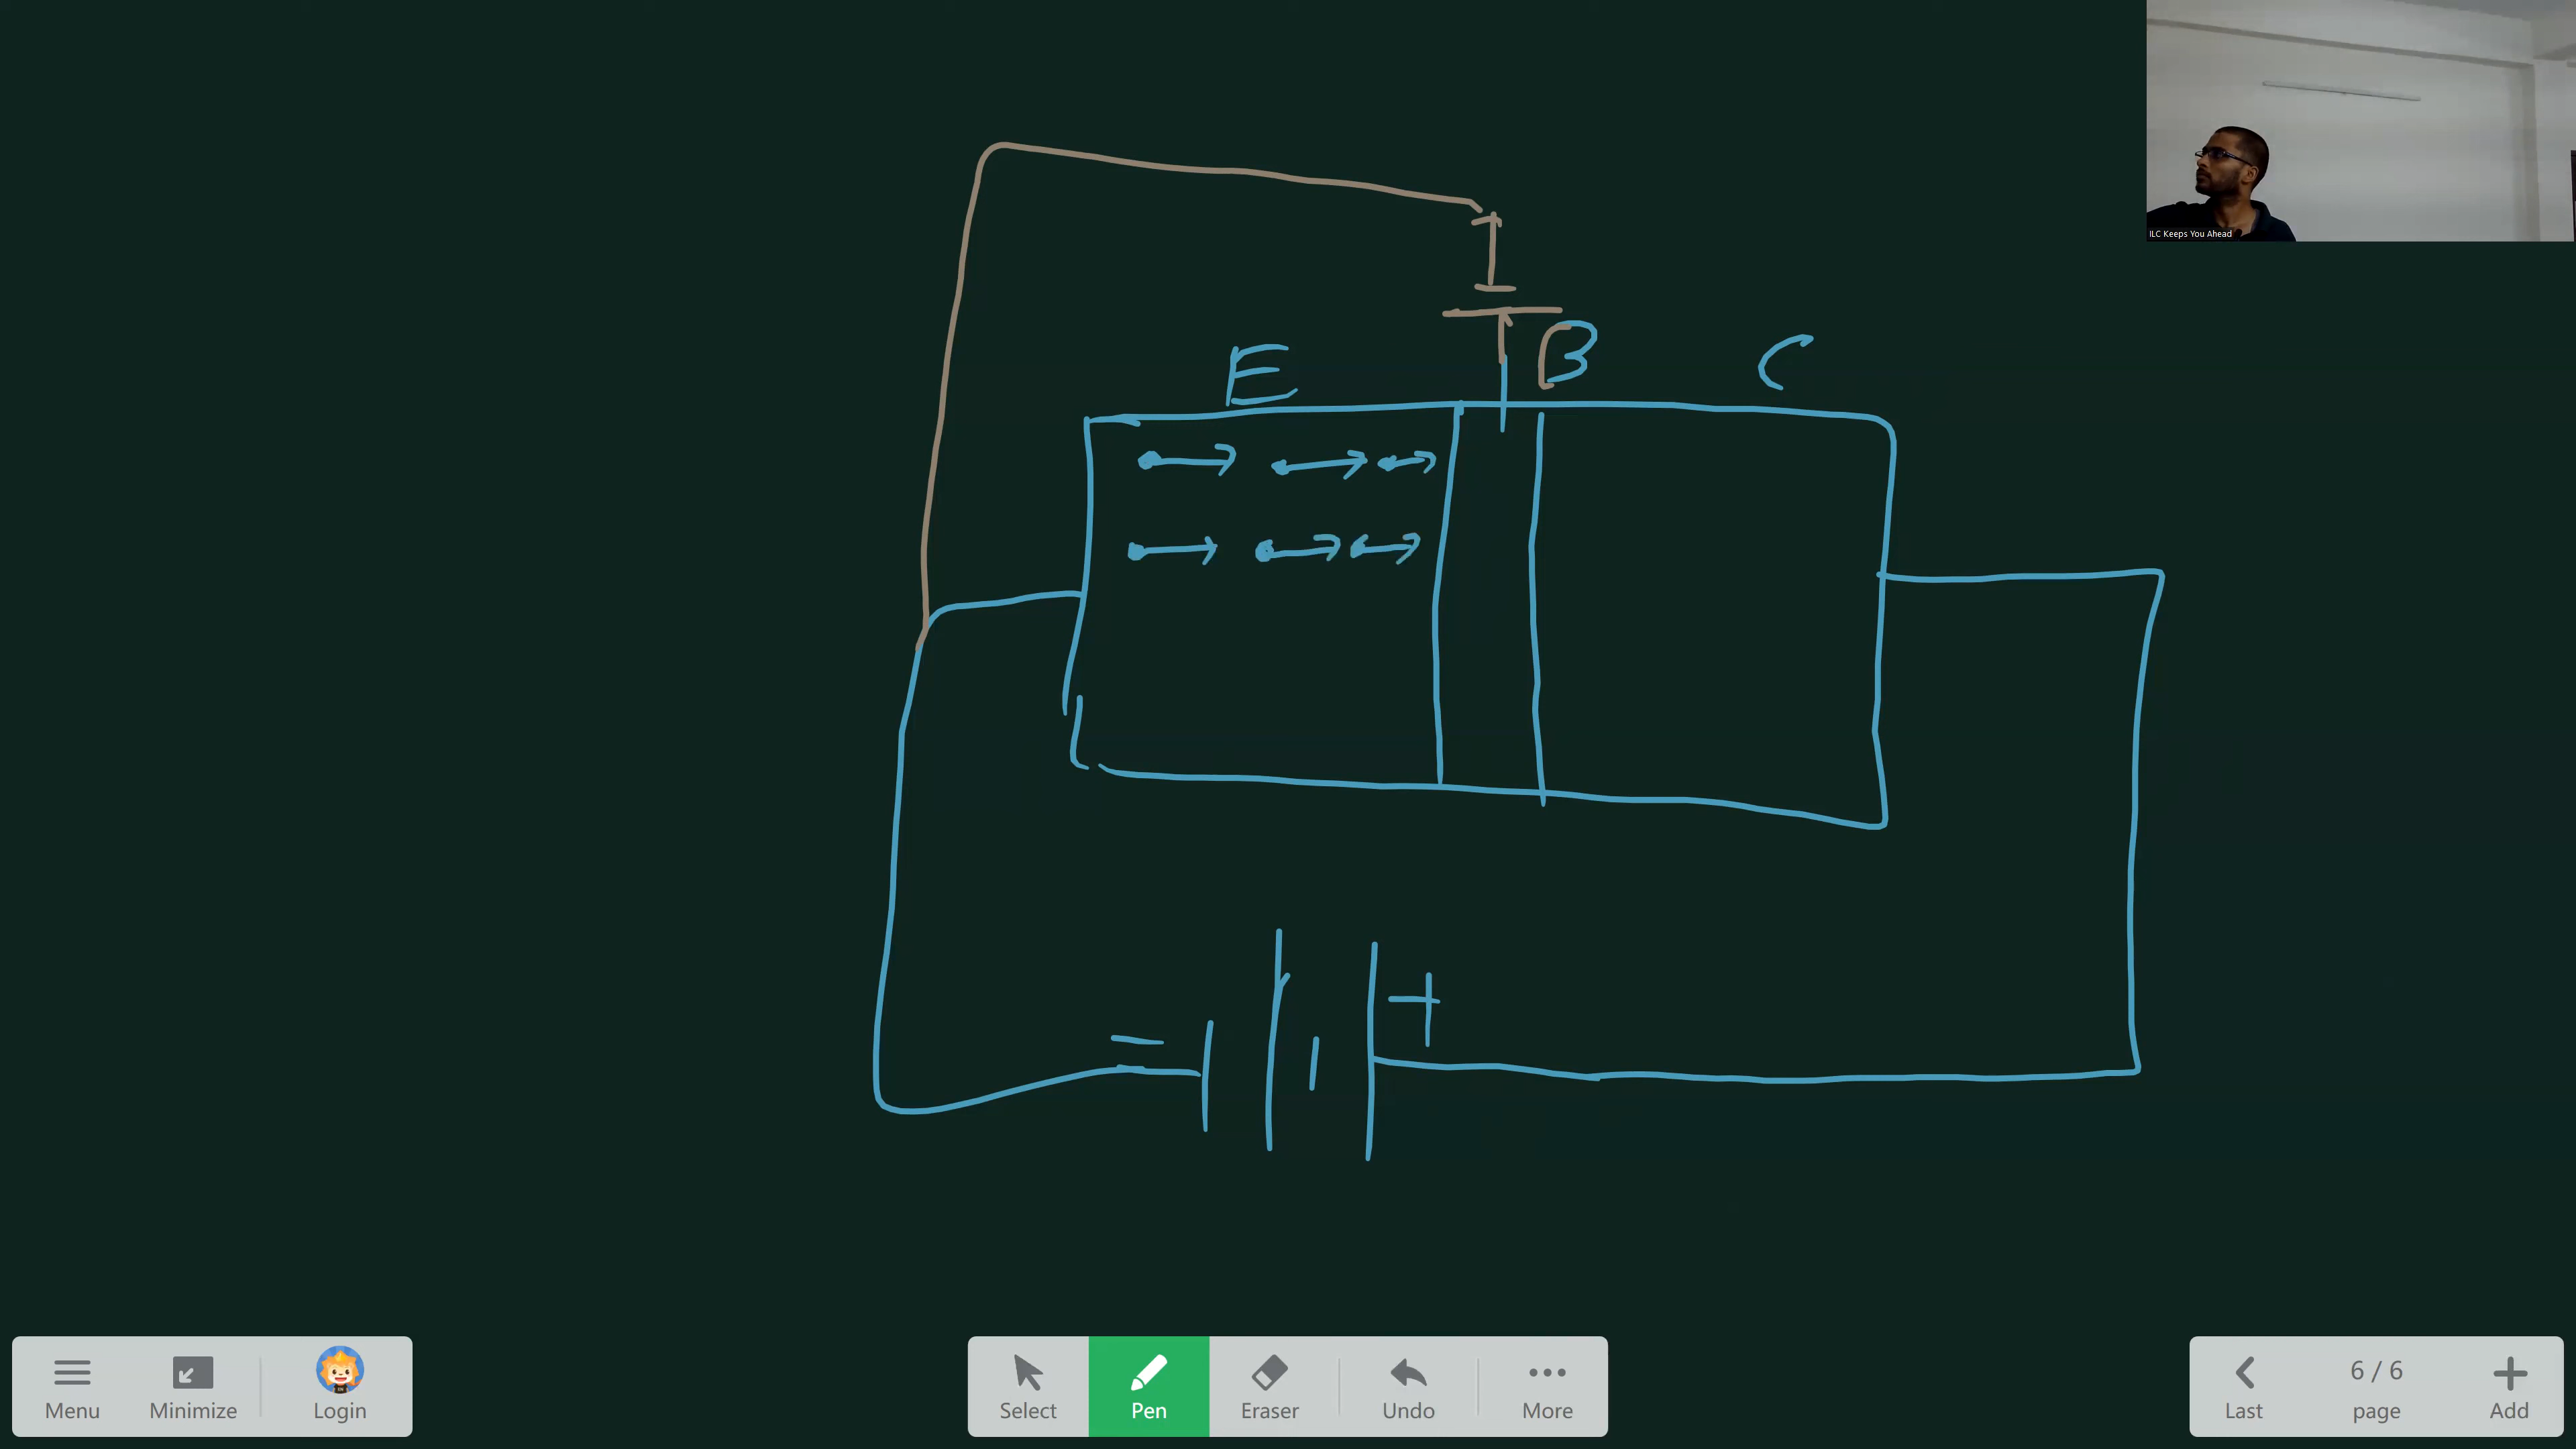 ILC Keeps You Ahead
E B C
- +
Menu Minimize Login
Select Pen Eraser Undo More
6 / 6
Last page Add